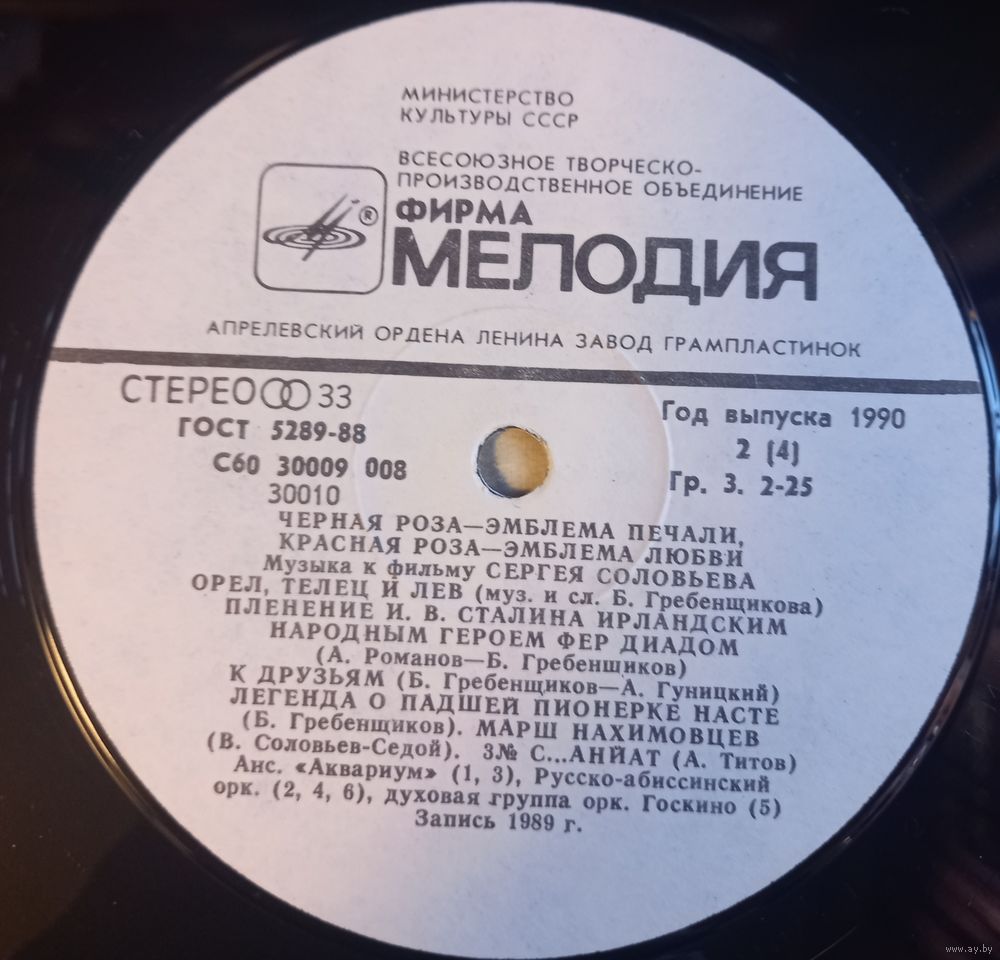 МИНИСТЕРСТВО
КУЛЬТУРЫ СССР
ВСЕСОЮЗНОЕ ТВОРЧЕСКО-
ПРОИЗВОДСТВЕННОЕ ОБЪЕДИНЕНИЕ
®
ФИРМА
МЕЛОДИЯ
АПРЕЛЕВСКИЙ ОРДЕНА ЛЕНИНА ЗАВОД ГРАМПЛАСТИНОК
СТЕРЕО 33
ГОСТ 5289-88
С60 30009 008
30010
Год выпуска 1990
2 (4)
Гр. 3. 2-25
ЧЕРНАЯ РОЗА—ЭМБЛЕМА ПЕЧАЛИ,
КРАСНАЯ РОЗА—ЭМБЛЕМА ЛЮБВИ
Музыка к фильму СЕРГЕЯ СОЛОВЬЕВА
ОРЕЛ, ТЕЛЕЦ И ЛЕВ (муз. и сл. Б. Гребенщикова)
ПЛЕНЕНИЕ И. В. СТАЛИНА ИРЛАНДСКИМ
НАРОДНЫМ ГЕРОЕМ ФЕР ДИАДОМ
(А. Романов—Б. Гребенщиков)
К ДРУЗЬЯМ (Б. Гребенщиков—А. Гуницкий)
ЛЕГЕНДА О ПАДШЕЙ ПИОНЕРКЕ НАСТЕ
(Б. Гребенщиков). МАРШ НАХИМОВЦЕВ
(В. Соловьев-Седой). 3№ С...АНЙАТ (А. Титов)
Анс. «Аквариум» (1, 3), Русско-абиссинский
орк. (2, 4, 6), духовая группа орк. Госкино (5)
Запись 1989 г.
www.ay.by